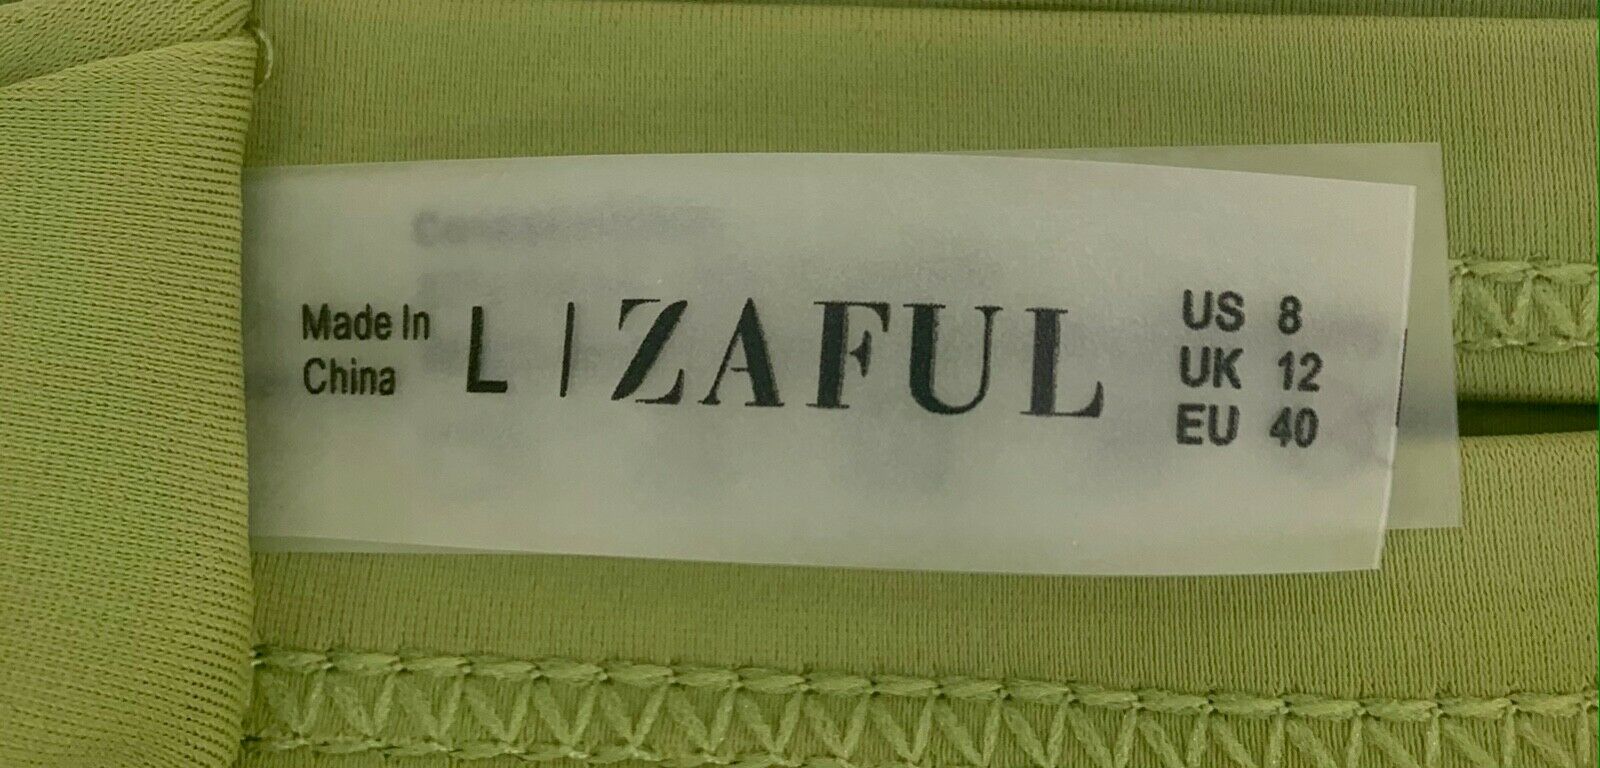 Made In
China
L | ZAFUL
US 8
UK 12
EU 40